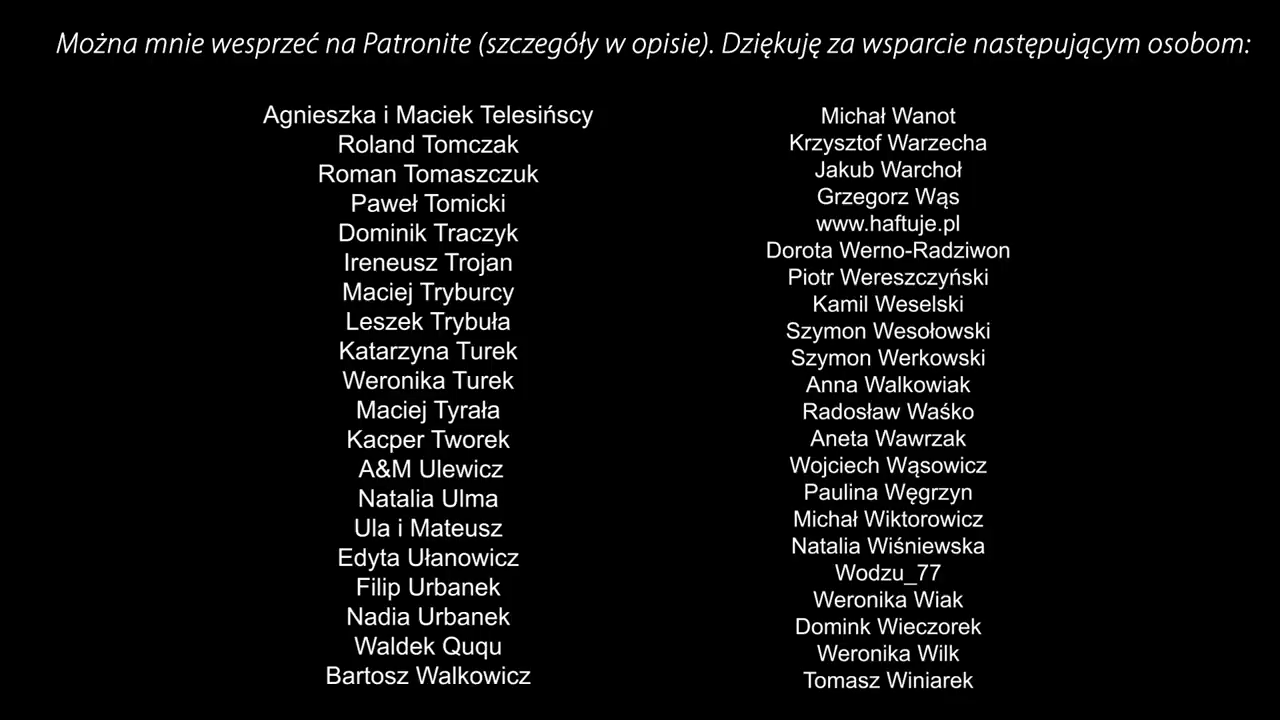 Można mnie wesprzeć na Patronite (szczegóły w opisie). Dziękuję za wsparcie następującym osobom:
Agnieszka i Maciek Telesińscy
Roland Tomczak
Roman Tomaszczuk
Paweł Tomicki
Dominik Traczyk
Ireneusz Trojan
Maciej Tryburcy
Leszek Trybuła
Katarzyna Turek
Weronika Turek
Maciej Tyrała
Kacper Tworek
A&M Ulewicz
Natalia Ulma
Ula i Mateusz
Edyta Ułanowicz
Filip Urbanek
Nadia Urbanek
Waldek Ququ
Bartosz Walkowicz
Michał Wanot
Krzysztof Warzecha
Jakub Warchoł
Grzegorz Wąs
www.haftuje.pl
Dorota Werno-Radziwon
Piotr Wereszczyński
Kamil Weselski
Szymon Wesołowski
Szymon Werkowski
Anna Walkowiak
Radosław Waśko
Aneta Wawrzak
Wojciech Wąsowicz
Paulina Węgrzyn
Michał Wiktorowicz
Natalia Wiśniewska
Wodzu_77
Weronika Wiak
Domink Wieczorek
Weronika Wilk
Tomasz Winiarek